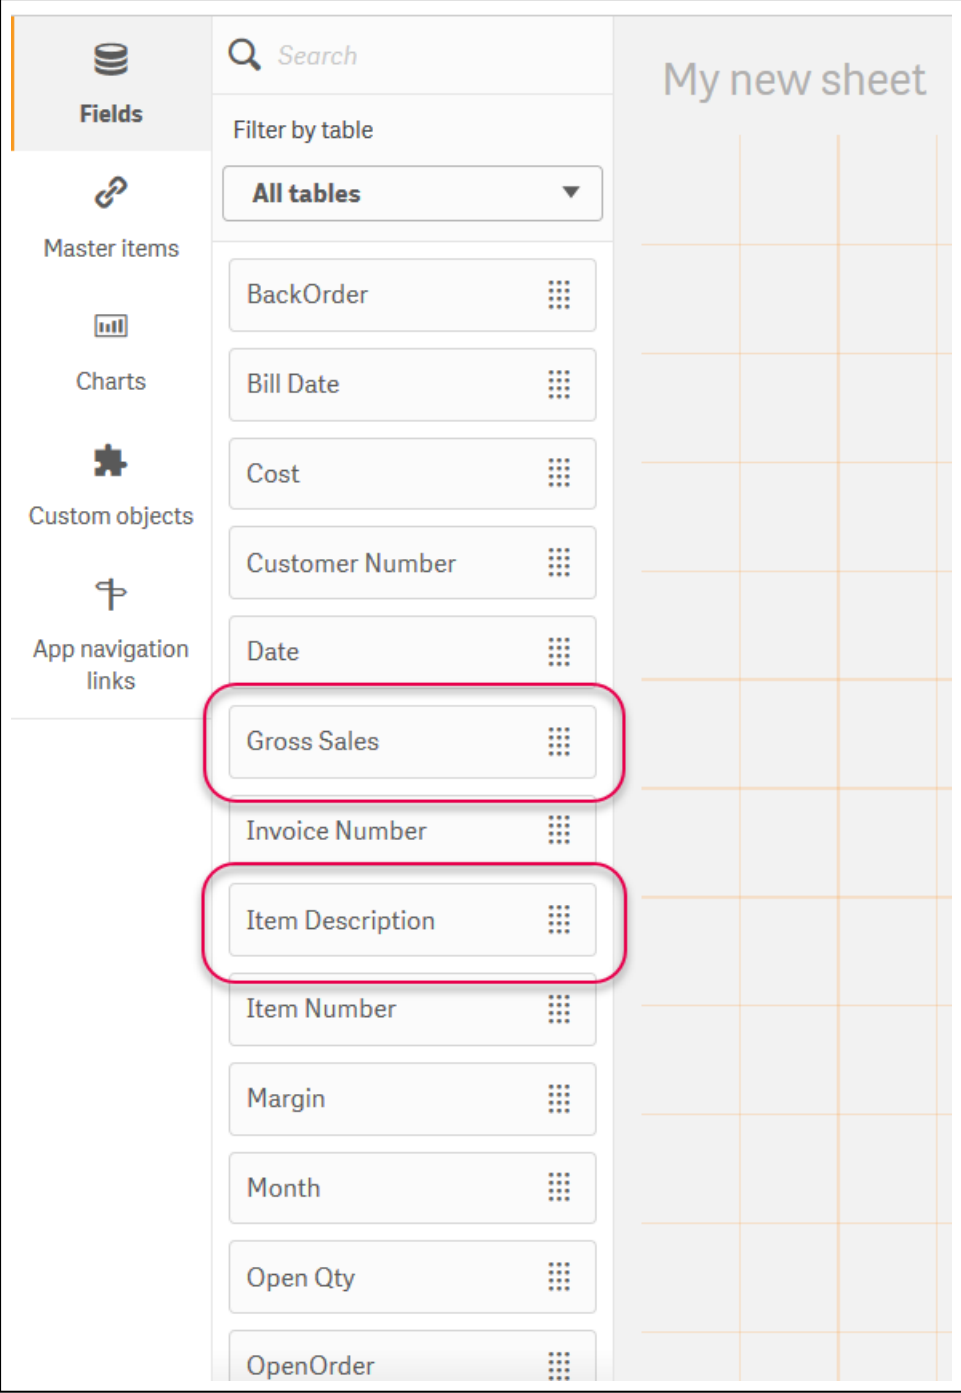 Fields
Master items
Charts
Custom objects
App navigation
links
Search
Filter by table
All tables
BackOrder
Bill Date
Cost
Customer Number
Date
Gross Sales
Invoice Number
Item Description
Item Number
Margin
Month
Open Qty
OpenOrder
My new sheet